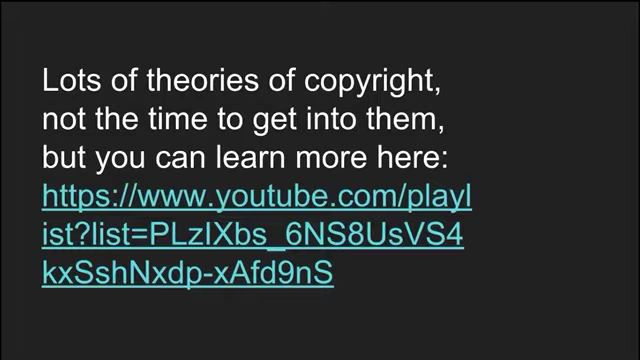 Lots of theories of copyright,
not the time to get into them,
but you can learn more here:
https://www.youtube.com/playl
ist?list=PLzIXbs_6NS8UsVS4
kxSshNxdp-xAfd9nS